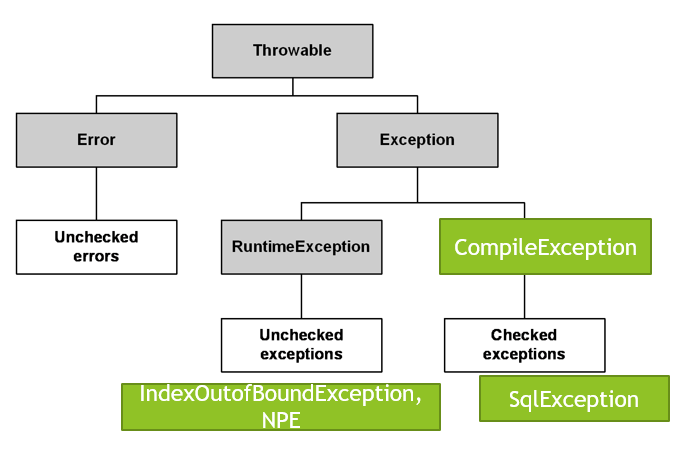 Throwable
Error
Exception
Unchecked
errors
RuntimeException
CompileException
Unchecked
exceptions
Checked
exceptions
IndexOutofBoundException,
NPE
SqlException